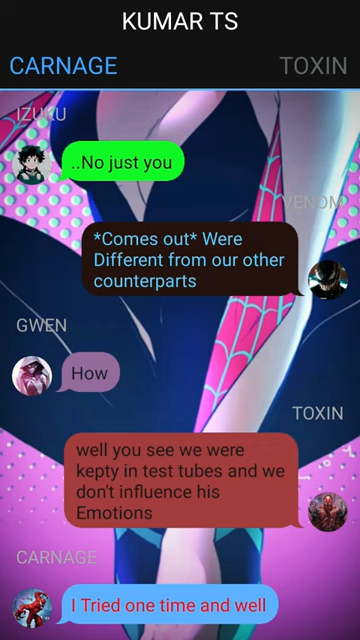 KUMAR TS
CARNAGE
TOXIN
IZUKU
..No just you
VENOM
*Comes out* Were
Different from our other
counterparts
GWEN
How
TOXIN
well you see we were
kepty in test tubes and we
don't influence his
Emotions
CARNAGE
I Tried one time and well